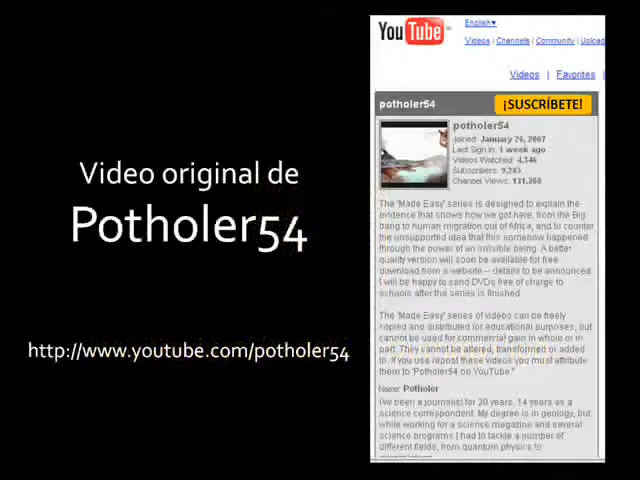 Video original de
Potholer54
http://www.youtube.com/potholer54
YouTube
English
Videos | Channels | Community | Upload
Videos | Favorites |
potholer54
¡SUSCRÍBETE!
potholer54
Joined: January 26, 2007
Last Sign In: 1 week ago
Videos Watched: 4,346
Subscribers: 9,283
Channel Views: 131,368
The 'Made Easy' series is designed to explain the
evidence that shows how we got here, from the Big
bang to human migration out of Africa, and to counter
the unsupported idea that this somehow happened
through the power of an invisible being. A better
quality version will soon be available for free
download from a website -- details to be announced
I will be happy to send DVDs free of charge to
schools after the series is finished.
The 'Made Easy' series of videos can be freely
copied and distributed for educational purposes, but
cannot be used for commercial gain in whole or in
part. They cannot be altered, transformed or added
to. If you use repost these videos you must attribute
them to 'Potholer54 on YouTube."
Name: Potholer
I've been a journalist for 20 years, 14 years as a
science correspondent. My degree is in geology, but
while working for a science magazine and several
science programs I had to tackle a number of
different fields, from quantum physics to